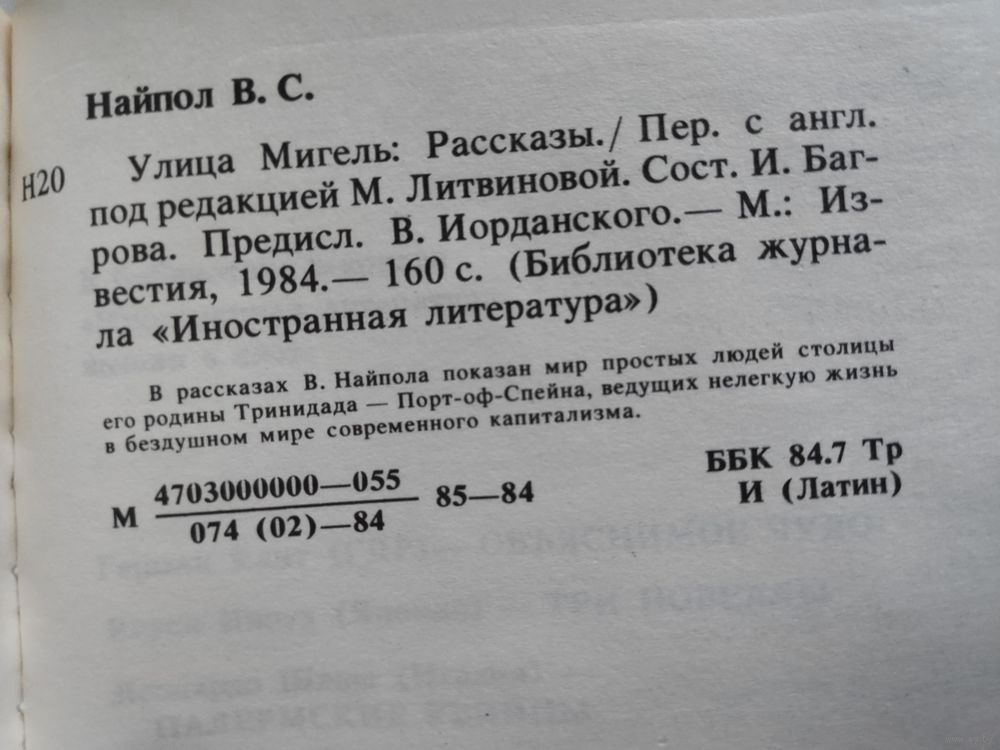 Найпол В. С.
Н20
Улица Мигель: Рассказы./ Пер. с англ.
под редакцией М. Литвиновой. Сост. И. Баг-
рова. Предисл. В. Иорданского.— М.: Из-
вестия, 1984.— 160 с. (Библиотека журна-
ла «Иностранная литература»)
В рассказах В. Найпола показан мир простых людей столицы
его родины Тринидада — Порт-оф-Спейна, ведущих нелегкую жизнь
в бездушном мире современного капитализма.
М 4703000000—055
074 (02)—84
85—84
ББК 84.7 Тр
И (Латин)